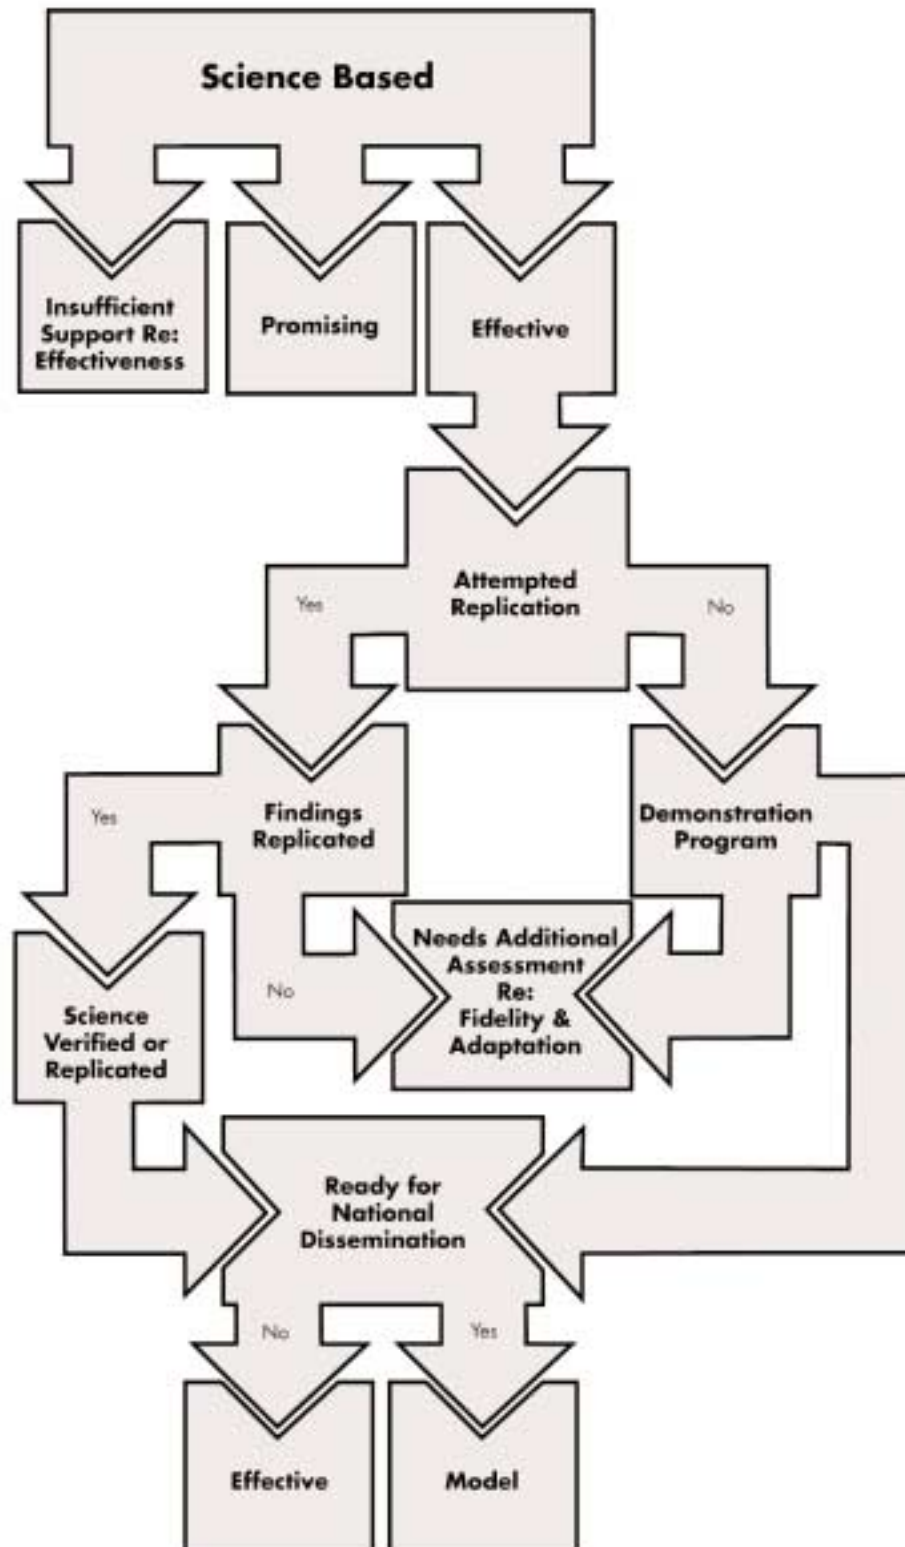 Science Based
Insufficient
Support Re:
Effectiveness
Promising
Effective
Attempted
Replication
Yes
No
Findings
Replicated
Demonstration
Program
Yes
No
Needs Additional
Assessment
Re:
Fidelity &
Adaptation
Science
Verified or
Replicated
Ready for
National
Dissemination
No
Yes
Effective
Model